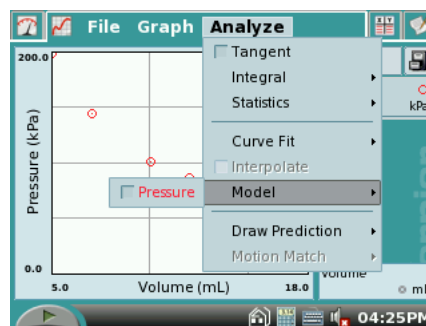 File Graph Analyze
Tangent
Integral
Statistics
Curve Fit
Interpolate
Model
Pressure
Draw Prediction
Motion Match
200.0
Pressure (kPa)
0.0
5.0 Volume (mL) 18.0
kPa
Volume
04:25PM